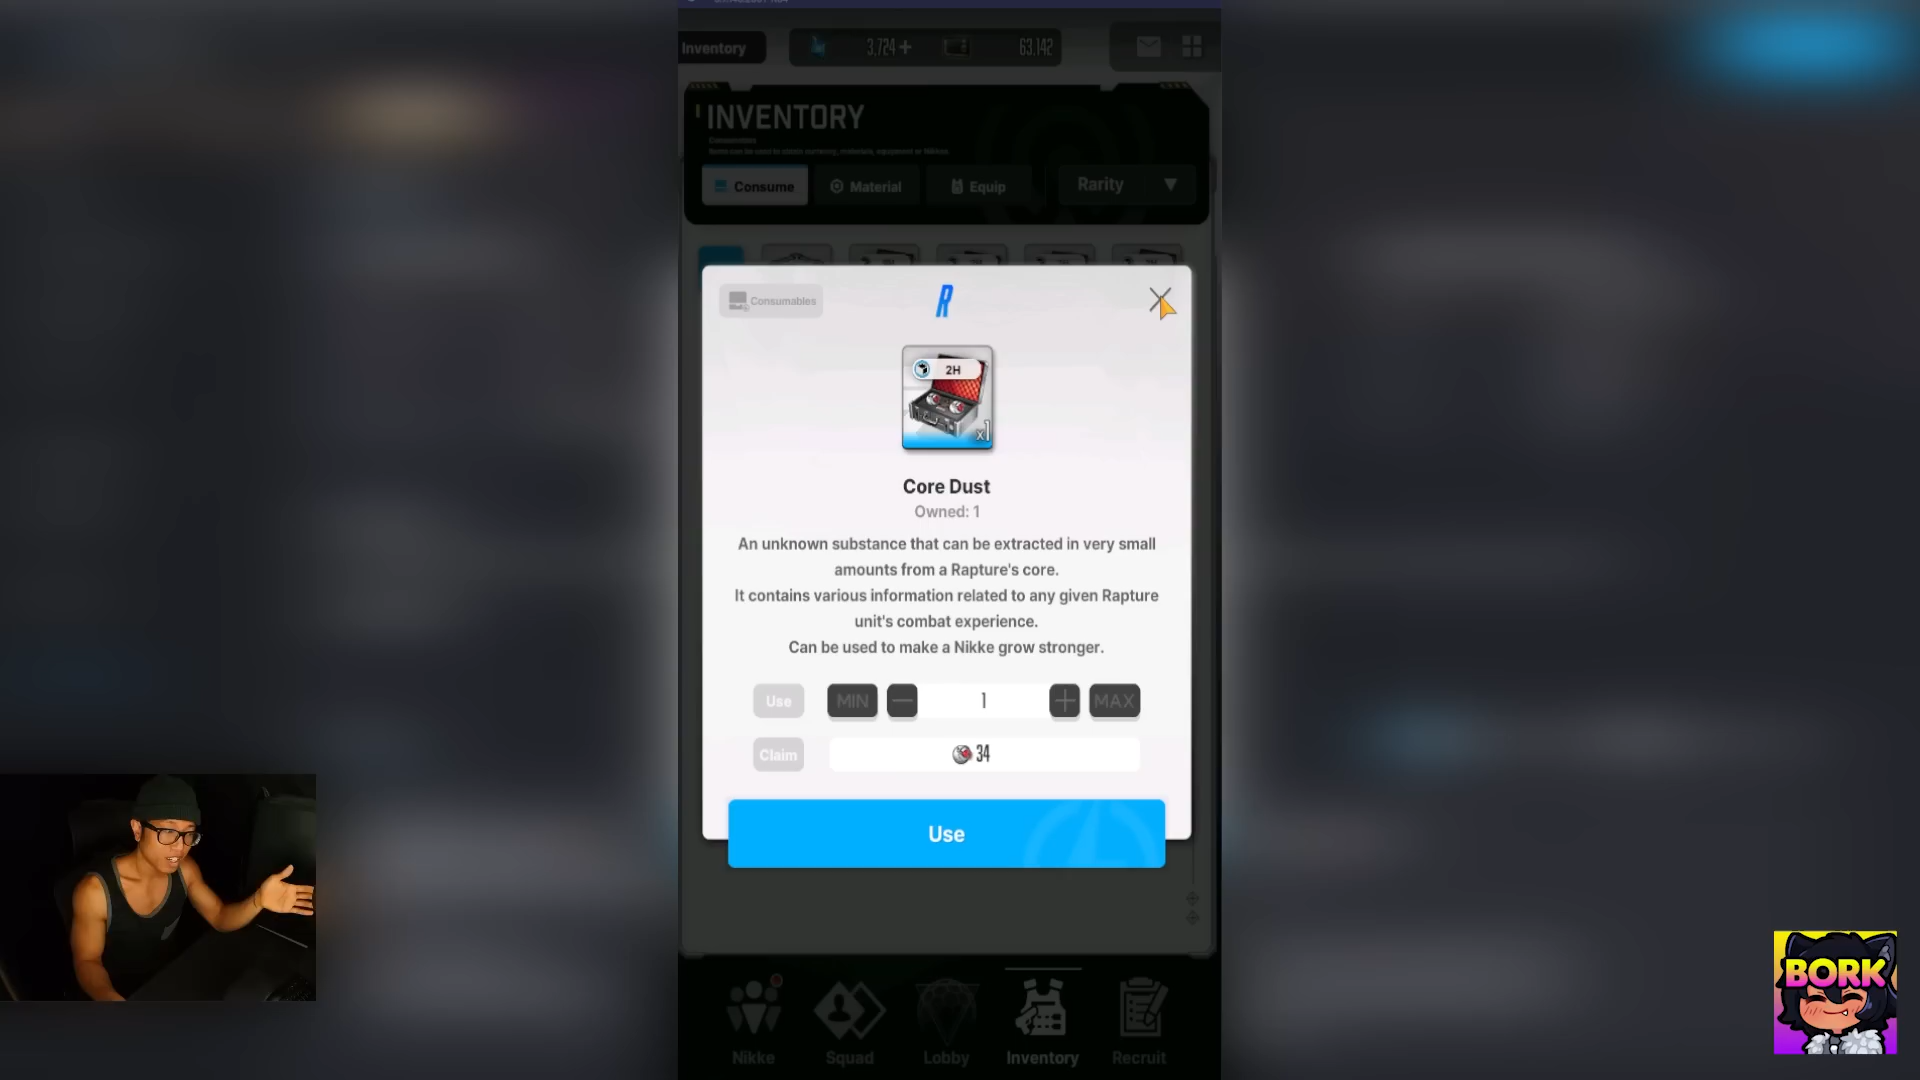 Inventory
3,724 +
63,142
INVENTORY
Consume
Material
Equip
Rarity
Consumables
R
2H
x1
Core Dust
Owned: 1
An unknown substance that can be extracted in very small
amounts from a Rapture's core.
It contains various information related to any given Rapture
unit's combat experience.
Can be used to make a Nikke grow stronger.
Use
MIN
1
MAX
Claim
34
Use
Nikke
Squad
Lobby
Inventory
Recruit
BORK